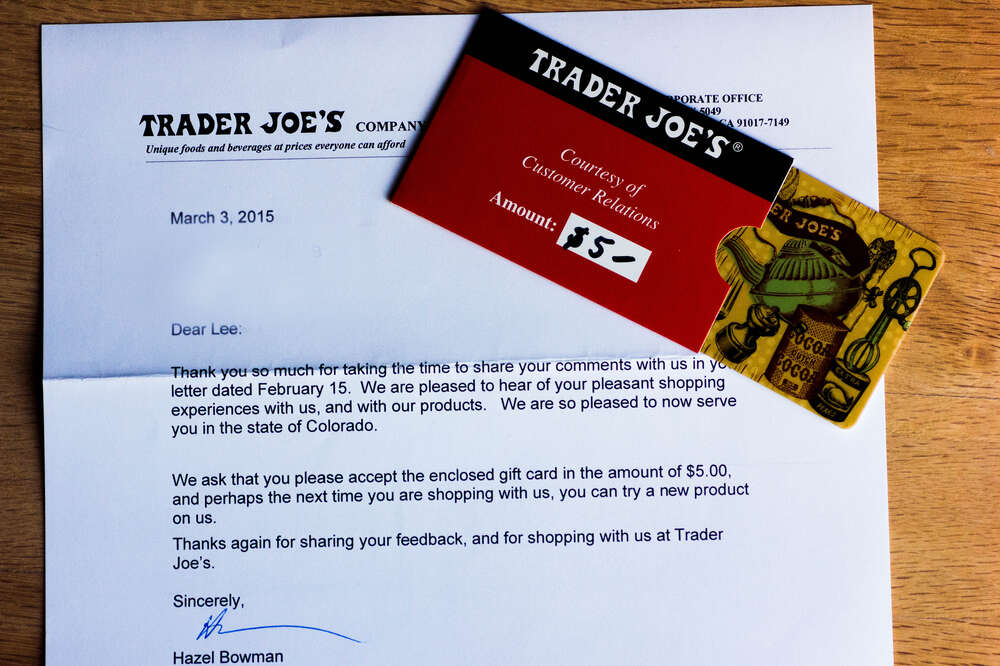 TRADER JOE'S COMPANY
Unique foods and beverages at prices everyone can afford
PORATE OFFICE
5049
CA 91017-7149
TRADER JOE'S®
Courtesy of
Customer Relations
Amount: $5-
ER JOE'S
COCOA
March 3, 2015
Dear Lee:
Thank you so much for taking the time to share your comments with us in yo
letter dated February 15. We are pleased to hear of your pleasant shopping
experiences with us, and with our products. We are so pleased to now serve
you in the state of Colorado.
We ask that you please accept the enclosed gift card in the amount of $5.00,
and perhaps the next time you are shopping with us, you can try a new product
on us.
Thanks again for sharing your feedback, and for shopping with us at Trader
Joe's.
Sincerely,
Hazel Bowman